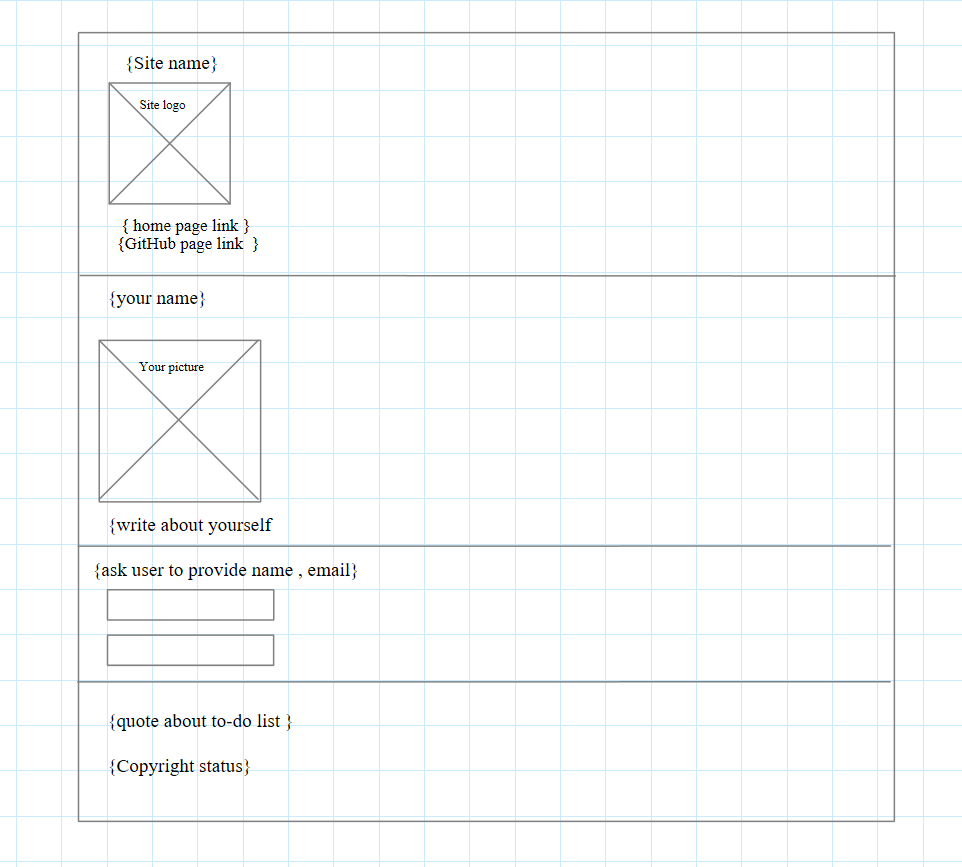 {Site name}
Site logo
{ home page link }
{GitHub page link  }
{your name}
Your picture
{write about yourself
{ask user to provide name , email}
{quote about to-do list }
{Copyright status}